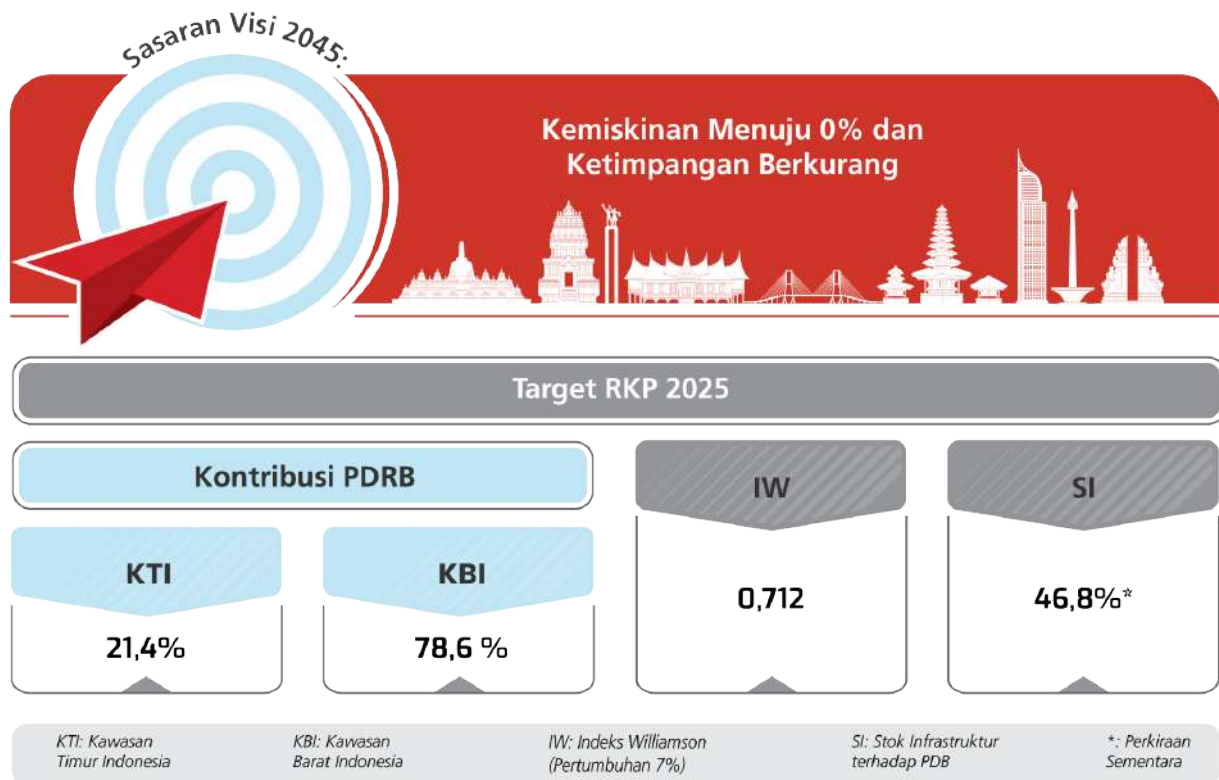 Sasaran Visi 2045:
Kemiskinan Menuju 0% dan
Ketimpangan Berkurang
Target RKP 2025
Kontribusi PDRB
IW
SI
KTI
KBI
0,712
46,8%*
21,4%
78,6 %
KTI: Kawasan
Timur Indonesia
KBI: Kawasan
Barat Indonesia
IW: Indeks Williamson
(Pertumbuhan 7%)
SI: Stok Infrastruktur
terhadap PDB
*: Perkiraan
Sementara